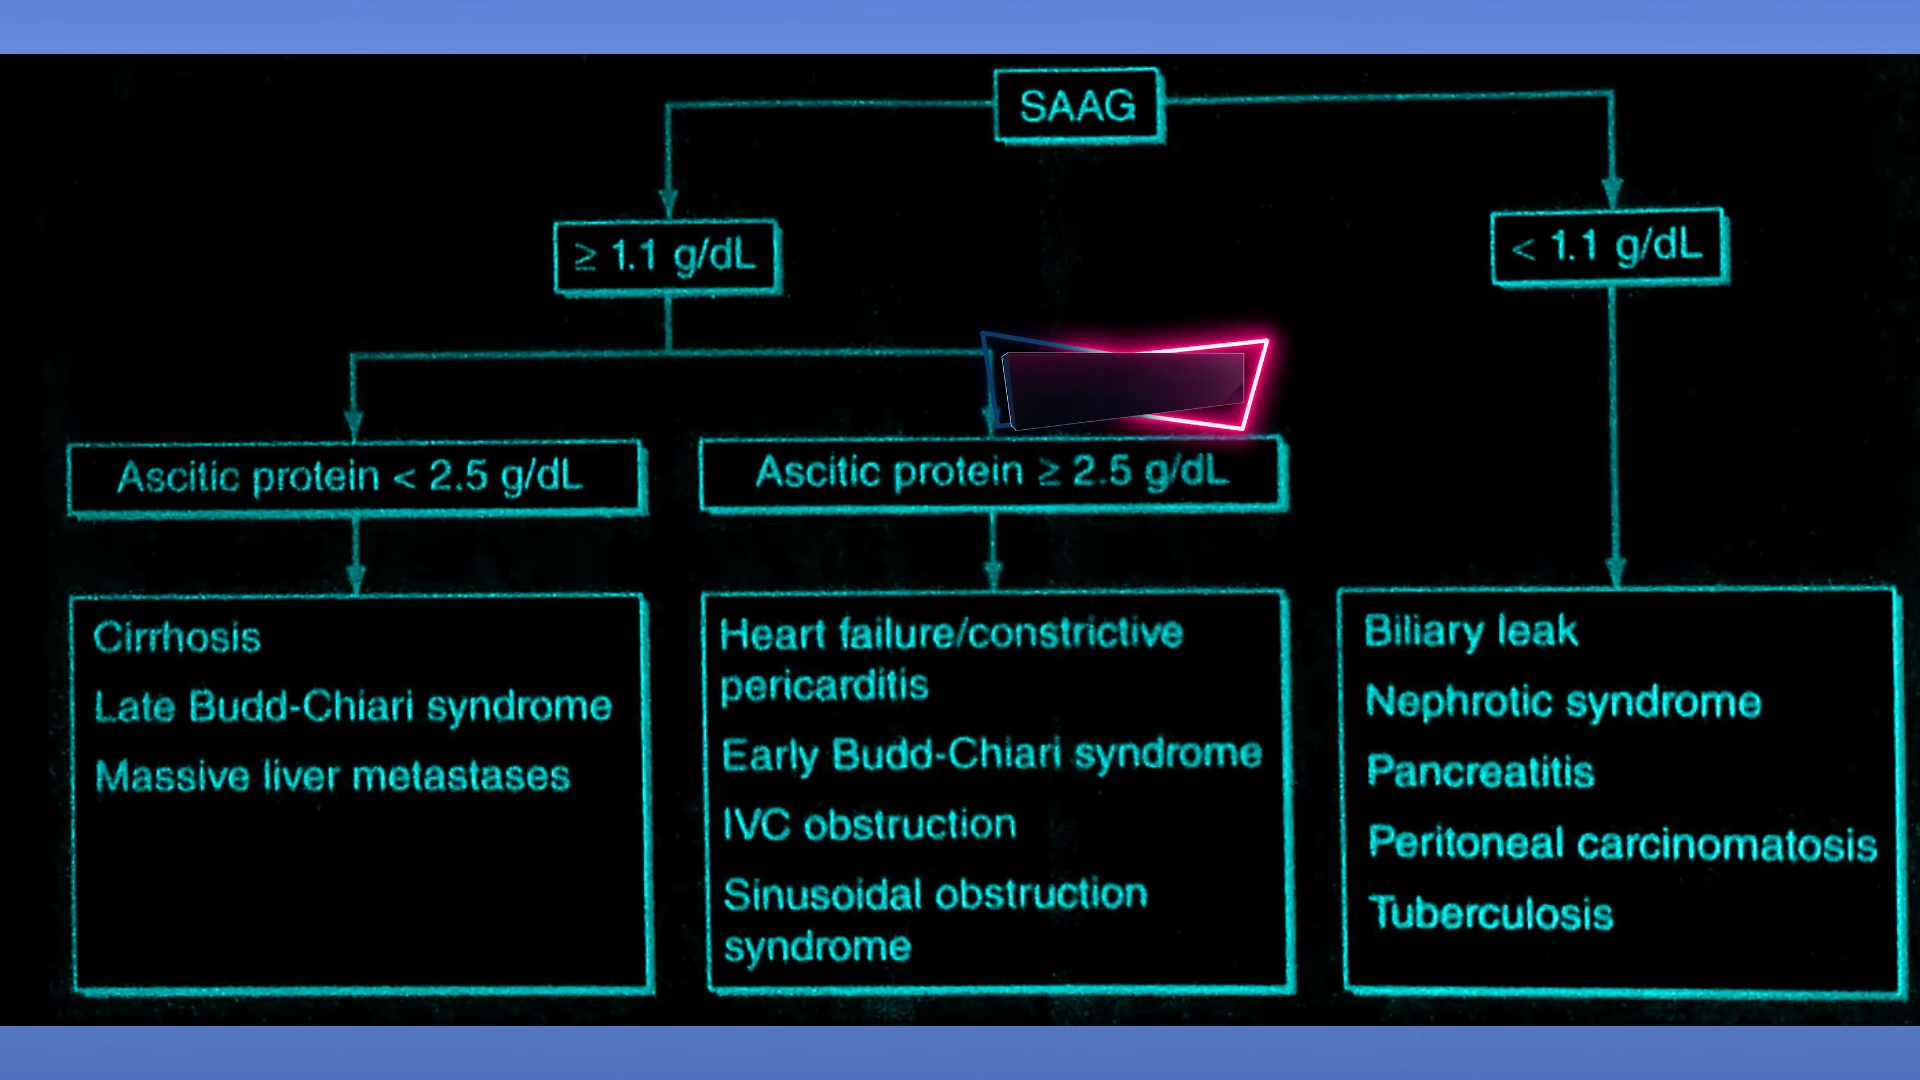 SAAG
≥ 1.1 g/dL
< 1.1 g/dL
Ascitic protein < 2.5 g/dL
Ascitic protein ≥ 2.5 g/dL
Cirrhosis
Late Budd-Chiari syndrome
Massive liver metastases
Heart failure/constrictive
pericarditis
Early Budd-Chiari syndrome
IVC obstruction
Sinusoidal obstruction
syndrome
Biliary leak
Nephrotic syndrome
Pancreatitis
Peritoneal carcinomatosis
Tuberculosis